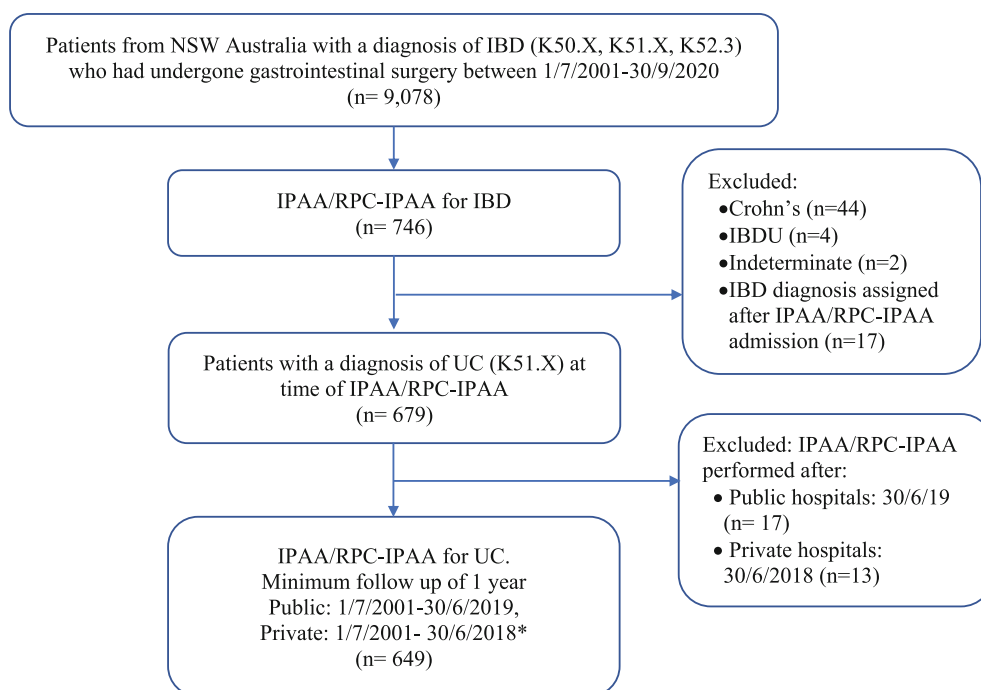 Patients from NSW Australia with a diagnosis of IBD (K50.X, K51.X, K52.3)
who had undergone gastrointestinal surgery between 1/7/2001-30/9/2020
(n= 9,078)
IPAA/RPC-IPAA for IBD
(n= 746)
Excluded:
•Crohn’s (n=44)
•IBDU (n=4)
•Indeterminate (n=2)
•IBD diagnosis assigned
after IPAA/RPC-IPAA
admission (n=17)
Patients with a diagnosis of UC (K51.X) at
time of IPAA/RPC-IPAA
(n= 679)
Excluded: IPAA/RPC-IPAA
performed after:
• Public hospitals: 30/6/19
(n= 17)
• Private hospitals:
30/6/2018 (n=13)
IPAA/RPC-IPAA for UC.
Minimum follow up of 1 year
Public: 1/7/2001-30/6/2019,
Private: 1/7/2001- 30/6/2018*
(n= 649)